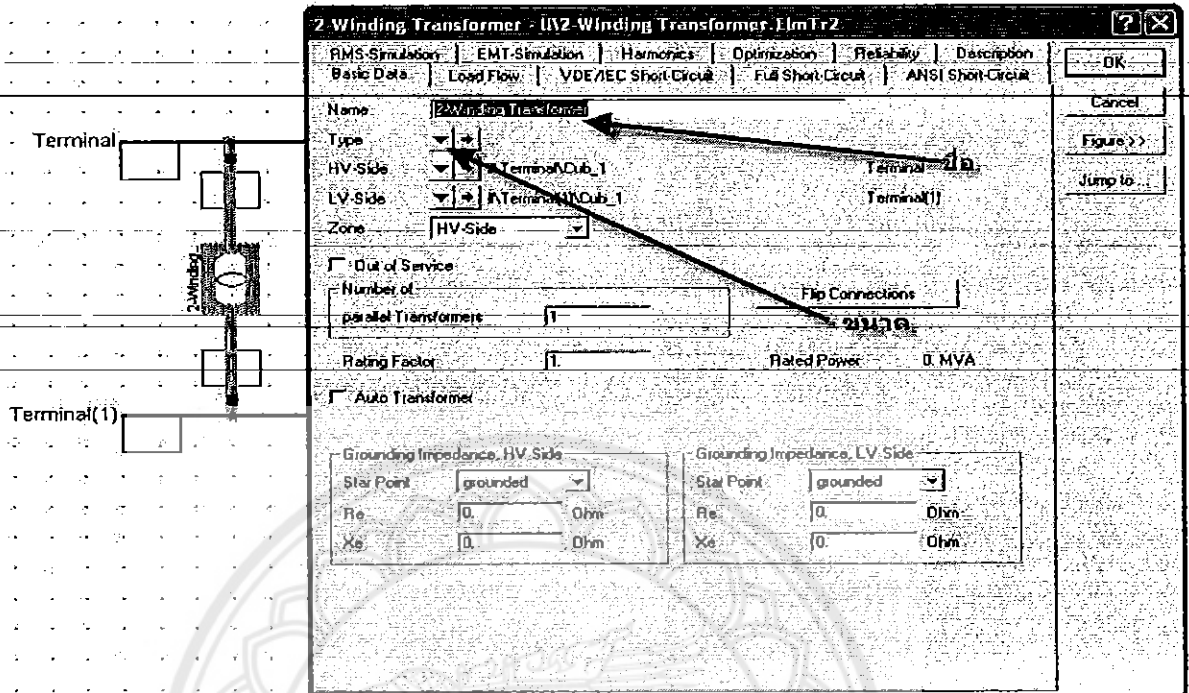 2-Winding Transformer - \I\2-Winding Transformer.ElmTr2
RMS-Simulation EMT-Simulation Harmonics Optimization Reliability Description
Basic Data Load Flow VDE/IEC Short-Circuit Full Short-Circuit ANSI Short-Circuit
OK
Cancel
Figure >>
Jump to ...
Name 2-Winding Transformer
ชื่อ
Type
HV-Side \Terminal\Cub_1 Terminal
LV-Side \Terminal(1)\Cub_1 Terminal(1)
Zone HV-Side
Out of Service
Number of
parallel Transformers 1
Flip Connections
ขนาด
Rating Factor 1. Rated Power 0. MVA
Auto Transformer
Grounding Impedance, HV Side
Star Point grounded
Re 0. Ohm
Xe 0. Ohm
Grounding Impedance, LV Side
Star Point grounded
Re 0. Ohm
Xe 0. Ohm
Terminal
2-Winding
Terminal(1)